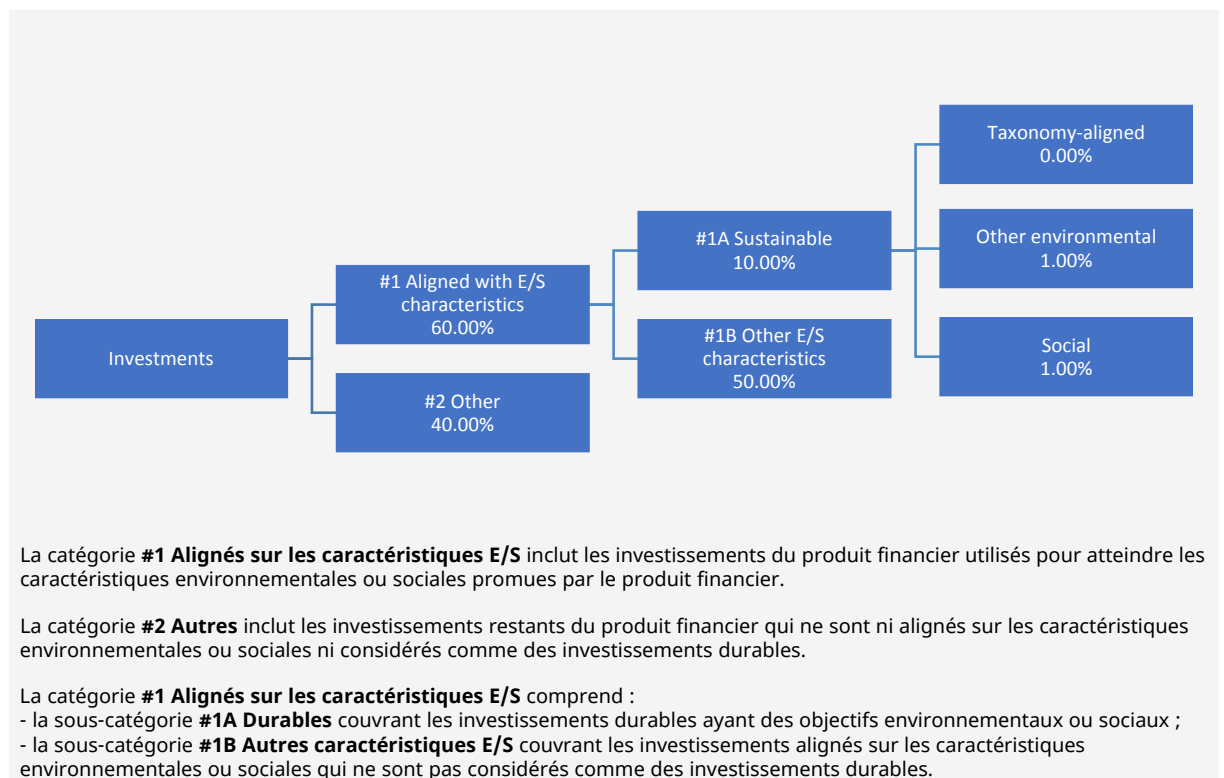 Investments
#1 Aligned with E/S
characteristics
60.00%
#2 Other
40.00%
#1A Sustainable
10.00%
#1B Other E/S
characteristics
50.00%
Taxonomy-aligned
0.00%
Other environmental
1.00%
Social
1.00%
La catégorie #1 Alignés sur les caractéristiques E/S inclut les investissements du produit financier utilisés pour atteindre les
caractéristiques environnementales ou sociales promues par le produit financier.
La catégorie #2 Autres inclut les investissements restants du produit financier qui ne sont ni alignés sur les caractéristiques
environnementales ou sociales ni considérés comme des investissements durables.
La catégorie #1 Alignés sur les caractéristiques E/S comprend :
- la sous-catégorie #1A Durables couvrant les investissements durables ayant des objectifs environnementaux ou sociaux ;
- la sous-catégorie #1B Autres caractéristiques E/S couvrant les investissements alignés sur les caractéristiques
environnementales ou sociales qui ne sont pas considérés comme des investissements durables.